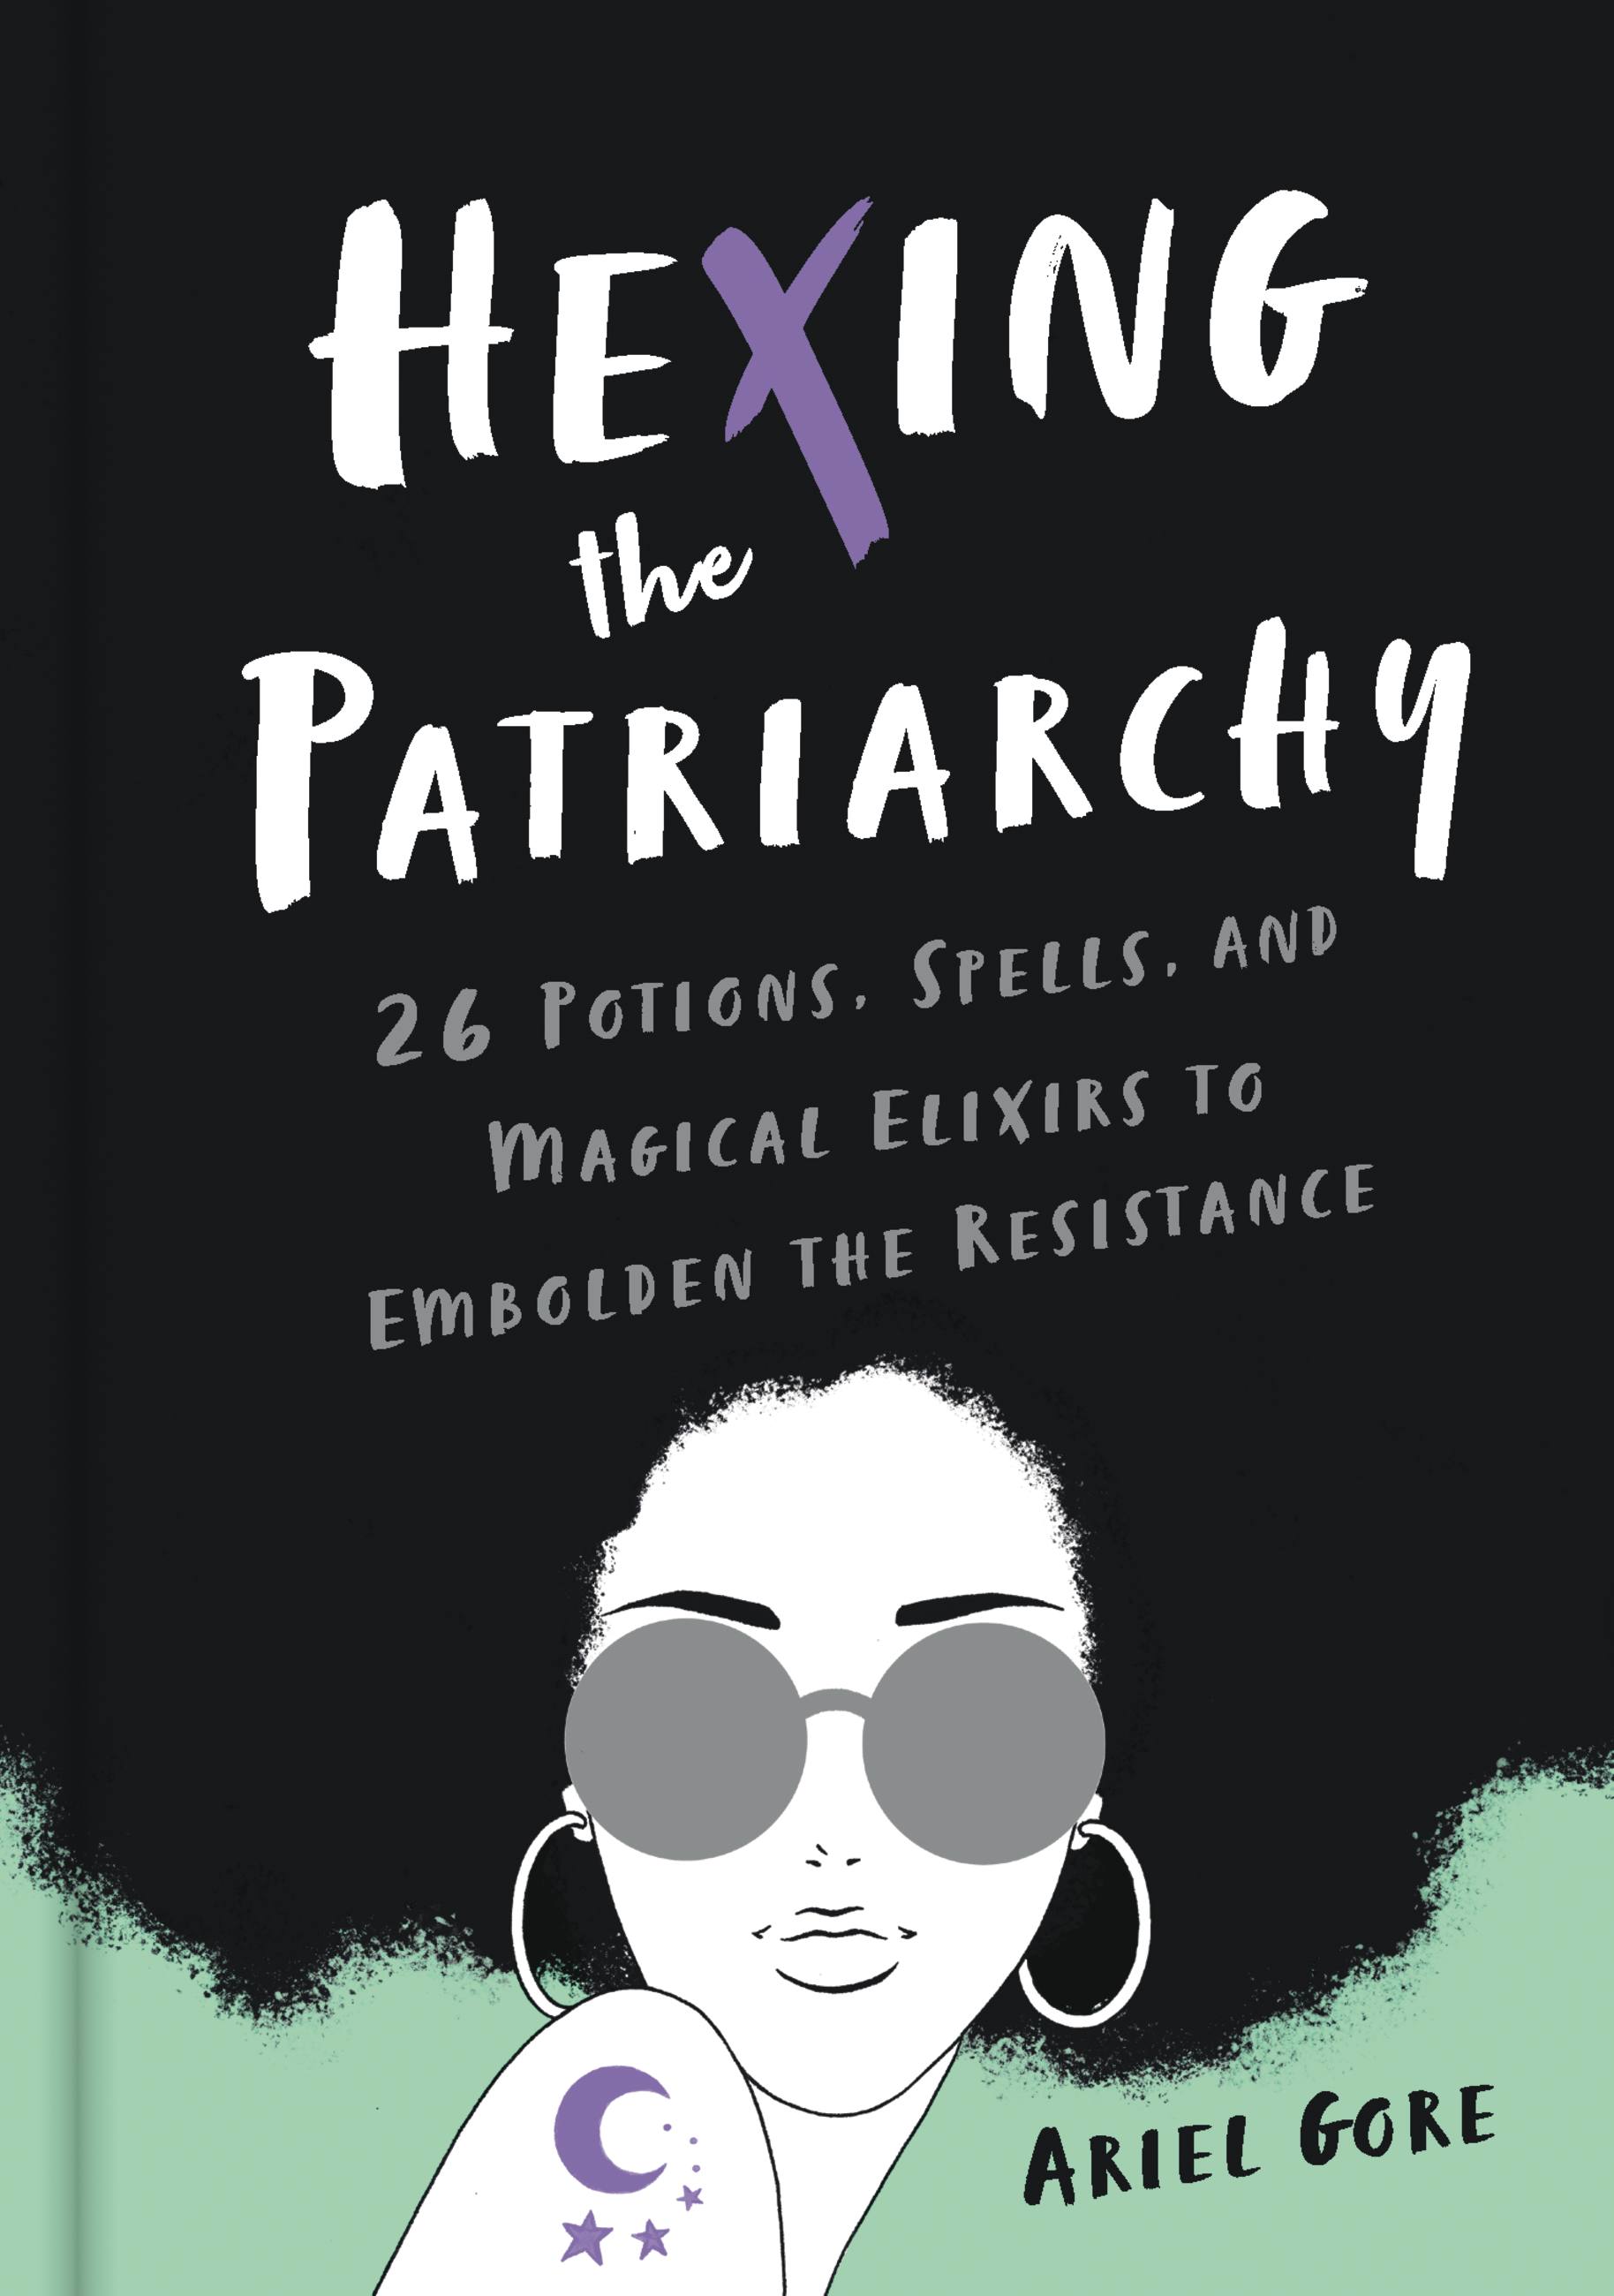 HEXING
the
PATRIARCHY
26 POTIONS, SPELLS, AND
MAGICAL ELIXIRS TO
EMBOLDEN THE RESISTANCE
ARIEL GORE